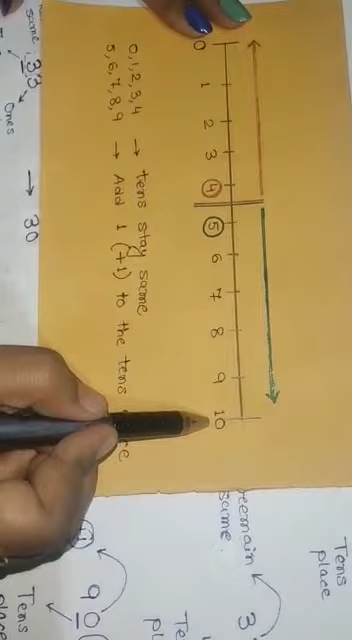 0 1 2 3 4 5 6 7 8 9 10
0,1,2,3,4 → tens stay same
5,6,7,8,9 → Add 1 (+1) to the tens
same
33 → 30
Ones
remain
same.
3
Tens
place
90
Tens
place